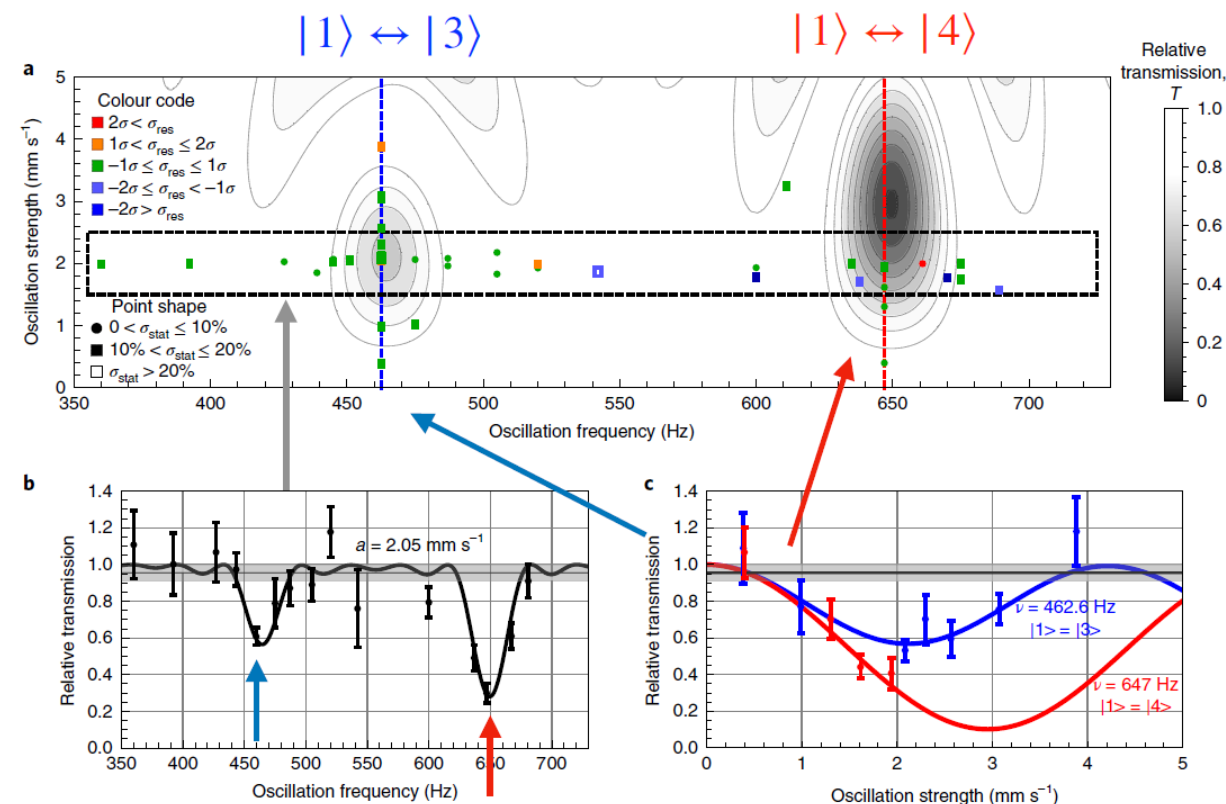 |1⟩ ↔ |3⟩
|1⟩ ↔ |4⟩
a
Oscillation strength (mm s⁻¹)
5
4
3
2
1
0
Colour code
2σ < σres
1σ < σres ≤ 2σ
−1σ ≤ σres ≤ 1σ
−2σ ≤ σres < −1σ
−2σ > σres
Point shape
0 < σstat ≤ 10%
10% < σstat ≤ 20%
σstat > 20%
350 400 450 500 550 600 650 700
Oscillation frequency (Hz)
Relative
transmission,
T
1.0
0.8
0.6
0.4
0.2
0
b
Relative transmission
1.4
1.2
1.0
0.8
0.6
0.4
0.2
0.0
a = 2.05 mm s⁻¹
350 400 450 500 550 600 650 700
Oscillation frequency (Hz)
c
Relative transmission
1.4
1.2
1.0
0.8
0.6
0.4
0.2
0.0
ν = 462.6 Hz
|1> = |3>
ν = 647 Hz
|1> = |4>
0 1 2 3 4 5
Oscillation strength (mm s⁻¹)